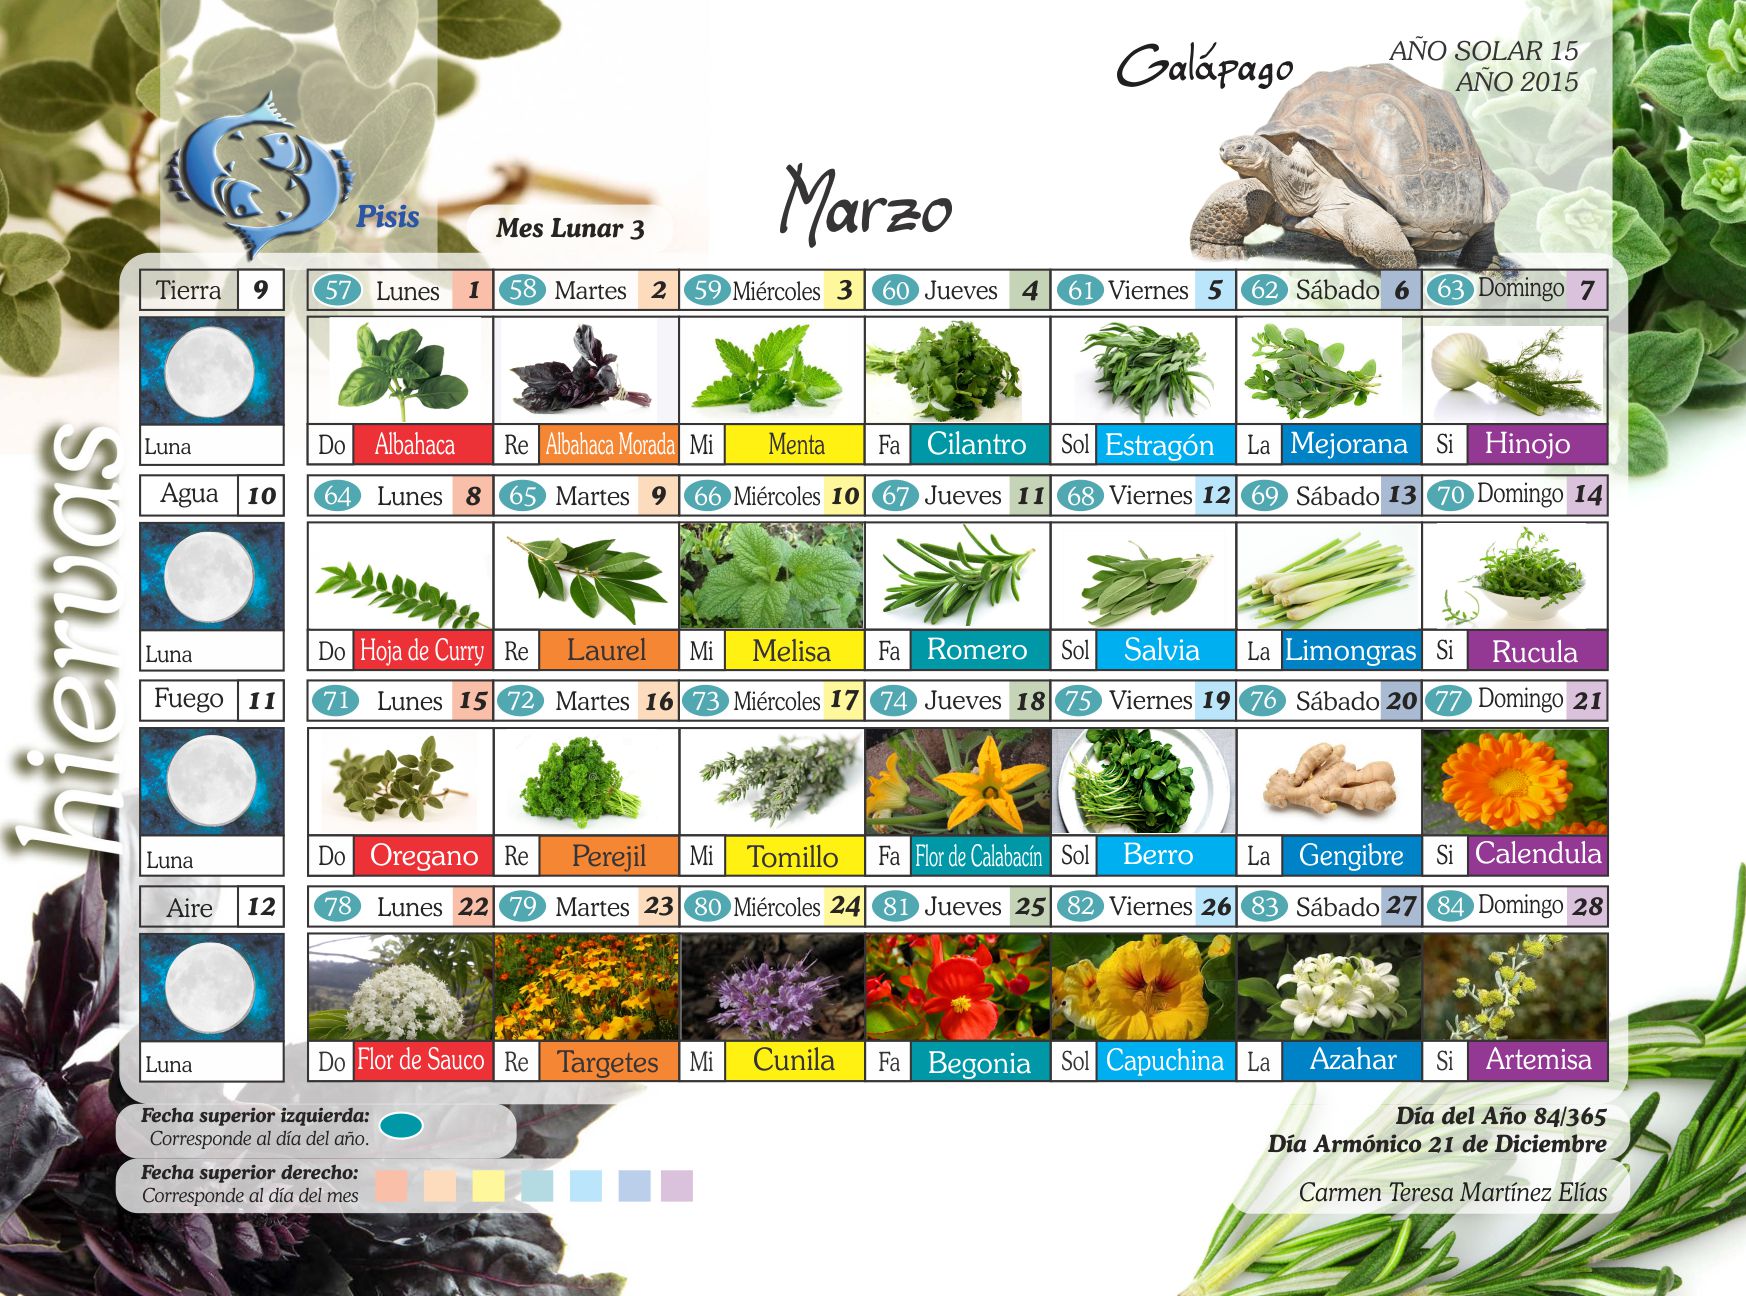 Galápago
AÑO SOLAR 15
AÑO 2015
Pisis
Mes Lunar 3
Marzo
hiervas
Tierra 9 57 Lunes 1 58 Martes 2 59 Miércoles 3 60 Jueves 4 61 Viernes 5 62 Sábado 6 63 Domingo 7
Luna Do Albahaca Re Albahaca Morada Mi Menta Fa Cilantro Sol Estragón La Mejorana Si Hinojo
Agua 10 64 Lunes 8 65 Martes 9 66 Miércoles 10 67 Jueves 11 68 Viernes 12 69 Sábado 13 70 Domingo 14
Luna Do Hoja de Curry Re Laurel Mi Melisa Fa Romero Sol Salvia La Limongras Si Rucula
Fuego 11 71 Lunes 15 72 Martes 16 73 Miércoles 17 74 Jueves 18 75 Viernes 19 76 Sábado 20 77 Domingo 21
Luna Do Oregano Re Perejil Mi Tomillo Fa Flor de Calabacín Sol Berro La Gengibre Si Calendula
Aire 12 78 Lunes 22 79 Martes 23 80 Miércoles 24 81 Jueves 25 82 Viernes 26 83 Sábado 27 84 Domingo 28
Luna Do Flor de Sauco Re Targetes Mi Cunila Fa Begonia Sol Capuchina La Azahar Si Artemisa
Fecha superior izquierda:
Corresponde al día del año.
Fecha superior derecho:
Corresponde al día del mes
Día del Año 84/365
Día Armónico 21 de Diciembre
Carmen Teresa Martínez Elías